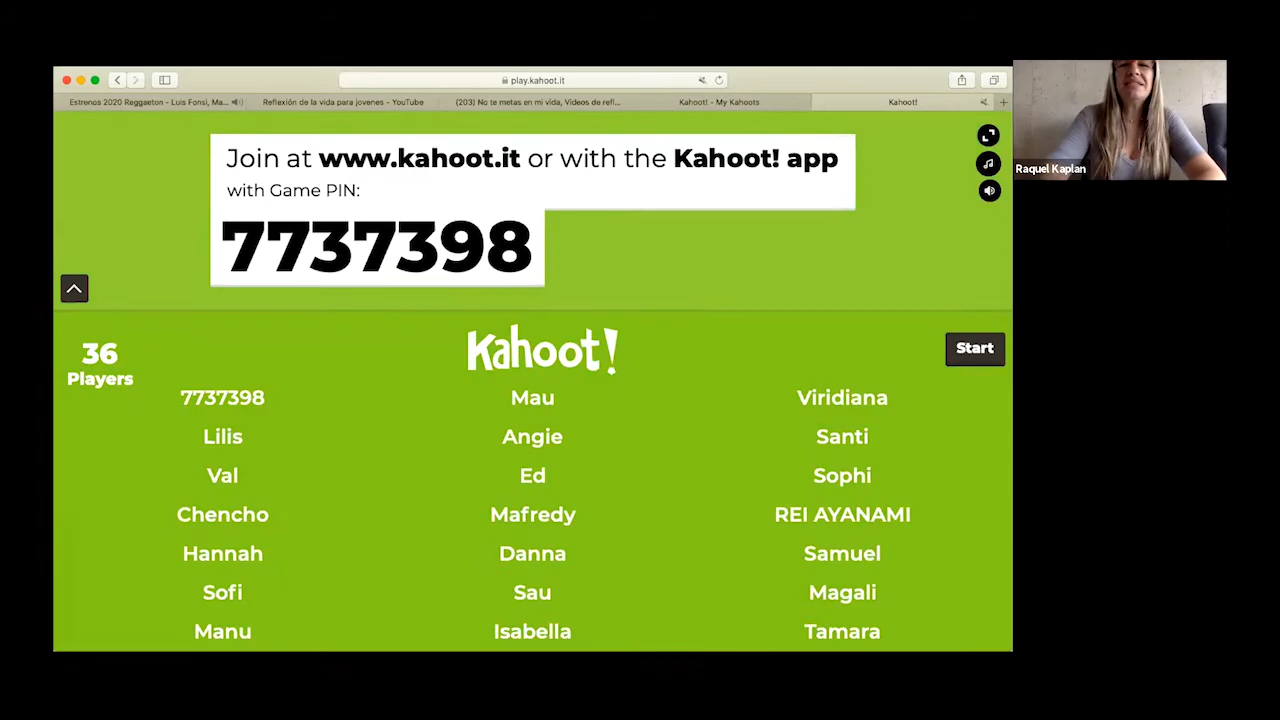 play.kahoot.it
Estrenos 2020 Reggaeton - Luis Fonsi, Ma...
Reflexión de la vida para jovenes - YouTube
(203) No te metas en mi vida, Videos de refl...
Kahoot! - My Kahoots
Kahoot!
Join at www.kahoot.it or with the Kahoot! app
with Game PIN:
7737398
Raquel Kaplan
36
Players
Kahoot!
Start
7737398
Mau
Viridiana
Lilis
Angie
Santi
Val
Ed
Sophi
Chencho
Mafredy
REI AYANAMI
Hannah
Danna
Samuel
Sofi
Sau
Magali
Manu
Isabella
Tamara